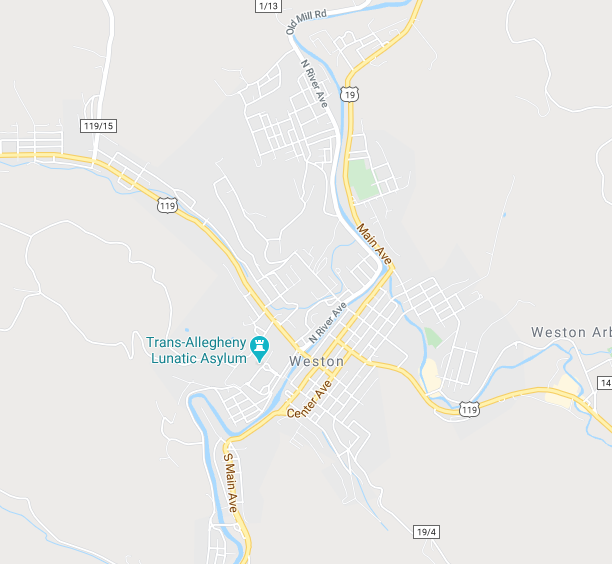 1/13
Old Mill Rd
N River Ave
19
119/15
119
Main Ave
N River Ave
Weston Arb
Trans-Allegheny
Lunatic Asylum
Weston
14
Center Ave
119
S Main Ave
19/4